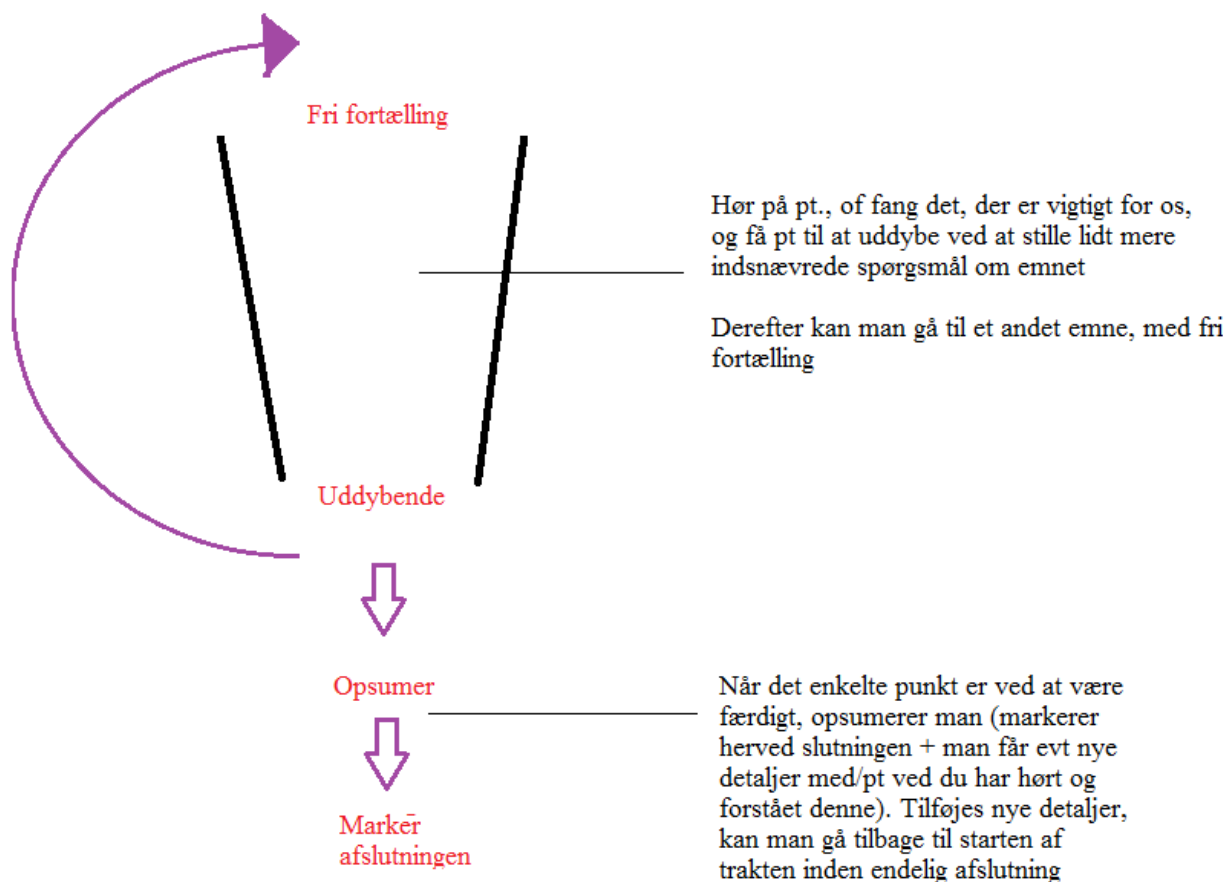 Fri fortælling
Hør på pt., of fang det, der er vigtigt for os,
og få pt til at uddybe ved at stille lidt mere
indsnævrede spørgsmål om emnet
Derefter kan man gå til et andet emne, med fri
fortælling
Uddybende
Opsumer
Når det enkelte punkt er ved at være
færdigt, opsumerer man (markerer
herved slutningen + man får evt nye
detaljer med/pt ved du har hørt og
forstået denne). Tilføjes nye detaljer,
kan man gå tilbage til starten af
trakten inden endelig afslutning
Marker
afslutningen